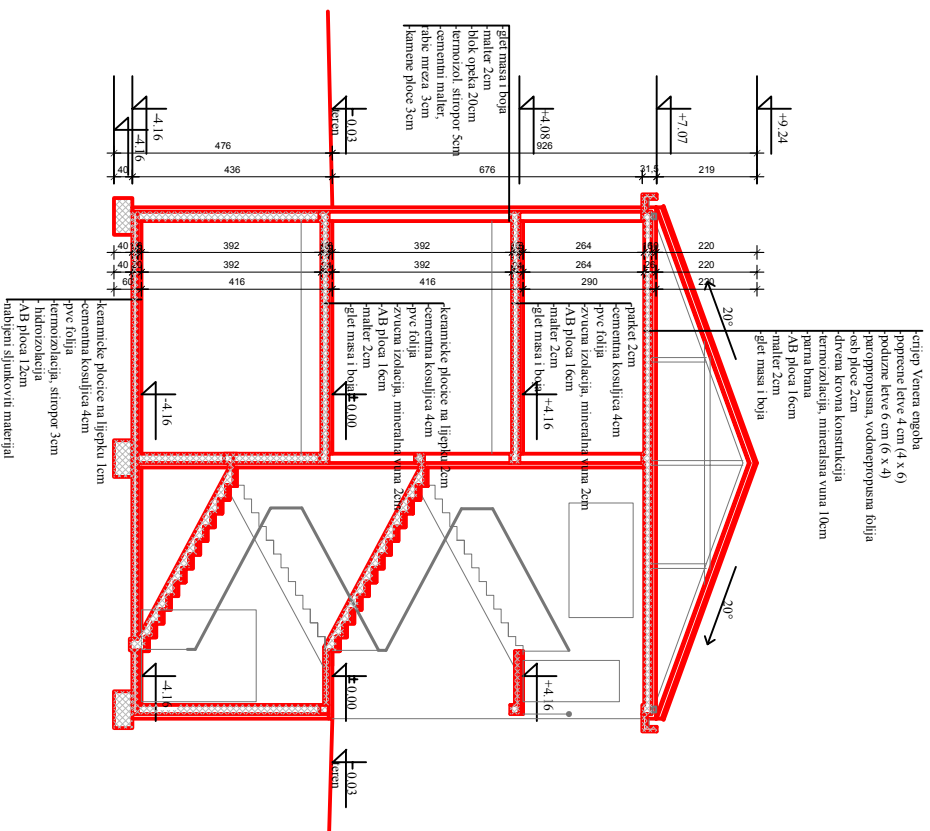 -crijep Venera engoba
-poprecne letve 4 cm (4 x 6)
-poduzne letve 6 cm (6 x 4)
-paropropusna, vodonepropusna folija
-osb ploce 2cm
-drvena krovna konstrukcija
-termoizolacija, mineralsna vuna 10cm
-parna brana
-AB ploca 16cm
-malter 2cm
-glet masa i boja
-glet masa i boja
-malter 2cm
-blok opeka 20cm
-termoizol. stiropor 5cm
-cementni malter,
rabic mreza 3cm
-kamene ploce 3cm
-parket 2cm
-cementna kosuljica 4cm
-pvc folija
-zvucna izolacija, mineralna vuna 2cm
-AB ploca 16cm
-malter 2cm
-glet masa i boja
-keramicke plocice na lijepku 2cm
-cementna kosuljica 4cm
-pvc folija
-zvucna izolacija, mineralna vuna 2cm
-AB ploca 16cm
-malter 2cm
-glet masa i boja
-keramicke plocice na lijepku 1cm
-cementna kosuljica 4cm
-pvc folija
-termoizolacija, stiropor 3cm
-hidroizolacija
-AB ploca 12cm
-nabijeni sljunkoviti materijal
+9.24
+7.07
+4.08
-0.03
teren
-4.16
-4.16
476
926
40
436
676
31,5
219
40
392
392
264
220
40
392
392
264
220
60
416
416
290
220
20°
20°
+4.16
±0.00
-4.16
+4.16
±0.00
-4.16
-0.03
teren